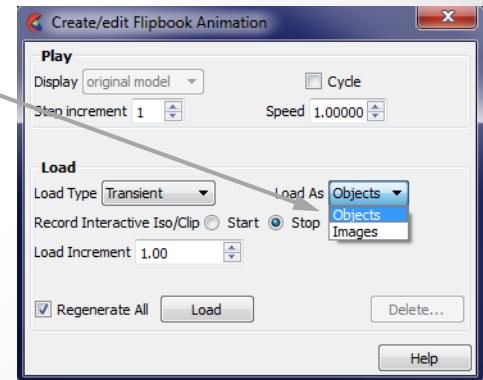 Create/edit Flipbook Animation
Play
Display original model Cycle
Step increment 1 Speed 1.00000
Load
Load Type Transient Load As Objects
Objects
Record Interactive Iso/Clip Start Stop
Images
Load Increment 1.00
Regenerate All Load Delete...
Help